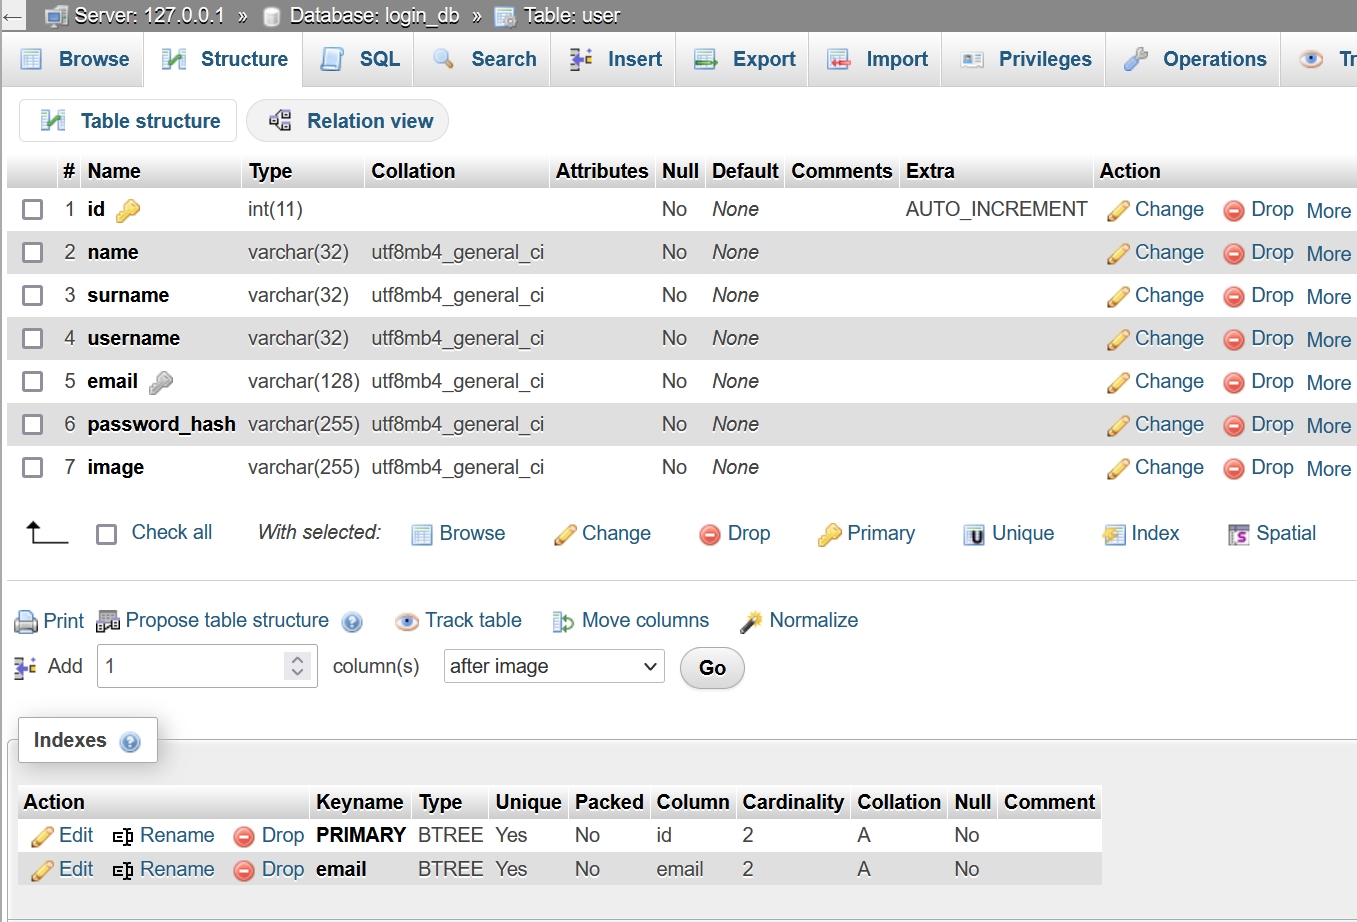 ← Server: 127.0.0.1 » Database: login_db » Table: user
Browse Structure SQL Search Insert Export Import Privileges Operations Tr
Table structure Relation view
# Name Type Collation Attributes Null Default Comments Extra Action
1 id int(11) No None AUTO_INCREMENT Change Drop More
2 name varchar(32) utf8mb4_general_ci No None Change Drop More
3 surname varchar(32) utf8mb4_general_ci No None Change Drop More
4 username varchar(32) utf8mb4_general_ci No None Change Drop More
5 email varchar(128) utf8mb4_general_ci No None Change Drop More
6 password_hash varchar(255) utf8mb4_general_ci No None Change Drop More
7 image varchar(255) utf8mb4_general_ci No None Change Drop More
Check all With selected: Browse Change Drop Primary Unique Index Spatial
Print Propose table structure Track table Move columns Normalize
Add 1 column(s) after image Go
Indexes
Action Keyname Type Unique Packed Column Cardinality Collation Null Comment
Edit Rename Drop PRIMARY BTREE Yes No id 2 A No
Edit Rename Drop email BTREE Yes No email 2 A No